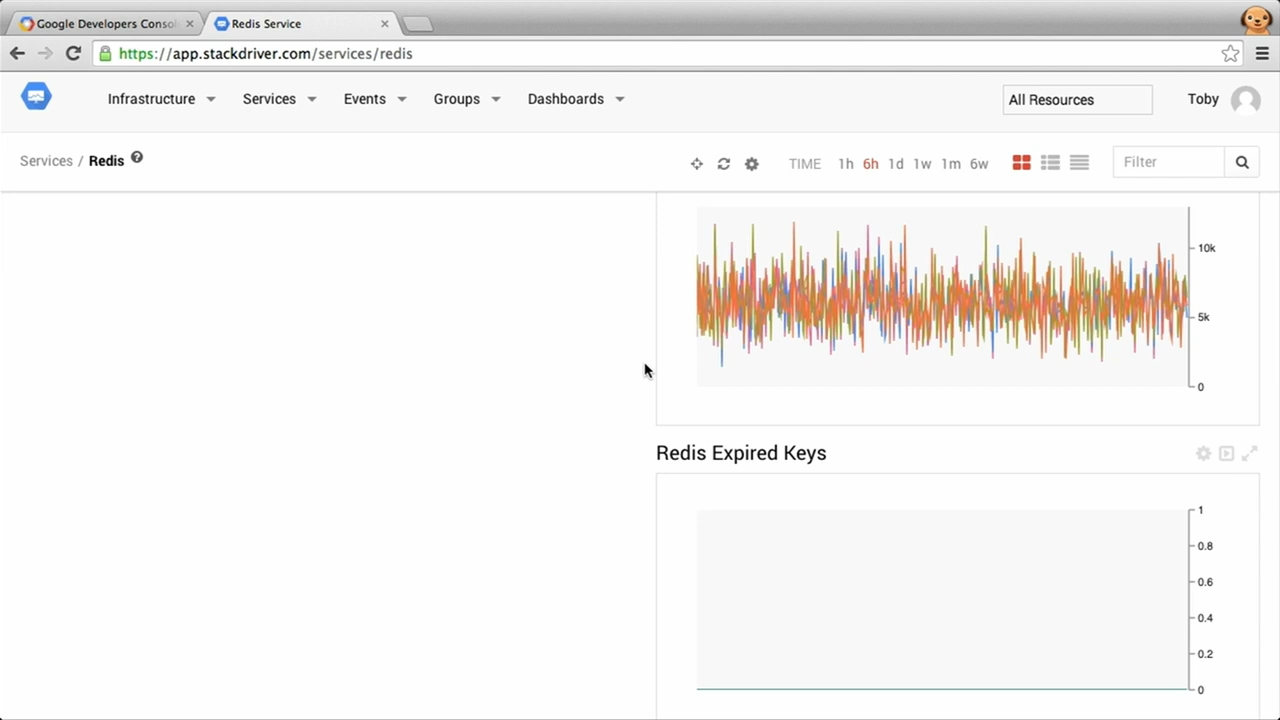 Google Developers Consol
Redis Service
https://app.stackdriver.com/services/redis
Infrastructure Services Events Groups Dashboards All Resources Toby
Services / Redis ? TIME 1h 6h 1d 1w 1m 6w Filter
10k
5k
0
Redis Expired Keys
1
0.8
0.6
0.4
0.2
0